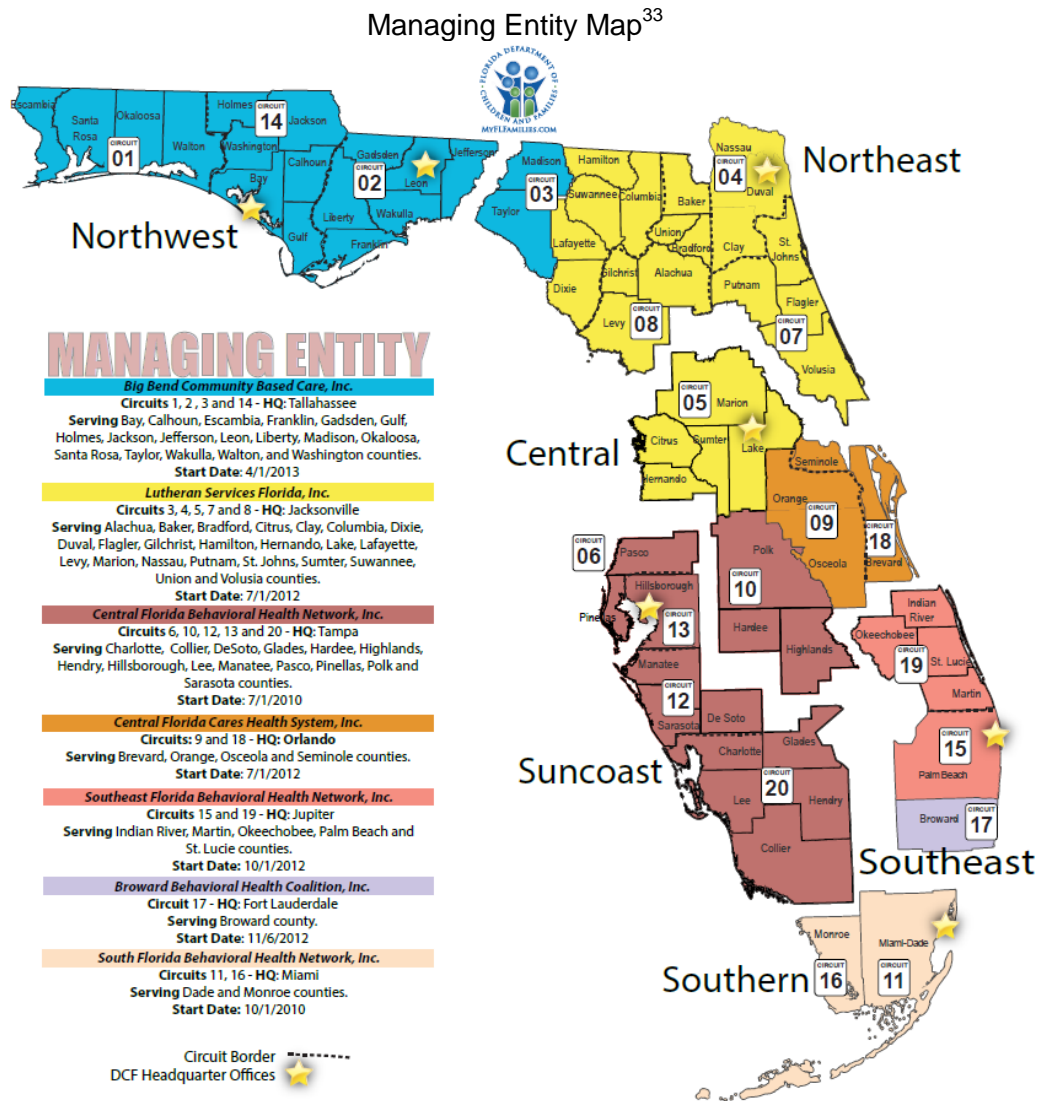 Managing Entity Map33
FLORIDA DEPARTMENT OF
CHILDREN AND FAMILIES
MYFLFAMILIES.COM
Escambia
Santa
Rosa
Okaloosa
Walton
Holmes
Washington
Jackson
Bay
Calhoun
Gulf
Gadsden
Liberty
Franklin
Leon
Wakulla
Jefferson
CIRCUIT
01
CIRCUIT
14
CIRCUIT
02
Northwest
Madison
Taylor
CIRCUIT
03
Hamilton
Suwannee
Columbia
Lafayette
Dixie
Baker
Union
Bradford
Gilchrist
Alachua
Levy
CIRCUIT
08
Nassau
CIRCUIT
04
Duval
Clay
St.
Johns
Putnam
Flagler
CIRCUIT
07
Volusia
Northeast
MANAGING ENTITY
Big Bend Community Based Care, Inc.
Circuits 1, 2 , 3 and 14 - HQ: Tallahassee
Serving Bay, Calhoun, Escambia, Franklin, Gadsden, Gulf,
Holmes, Jackson, Jefferson, Leon, Liberty, Madison, Okaloosa,
Santa Rosa, Taylor, Wakulla, Walton, and Washington counties.
Start Date: 4/1/2013
Lutheran Services Florida, Inc.
Circuits 3, 4, 5, 7 and 8 - HQ: Jacksonville
Serving Alachua, Baker, Bradford, Citrus, Clay, Columbia, Dixie,
Duval, Flagler, Gilchrist, Hamilton, Hernando, Lake, Lafayette,
Levy, Marion, Nassau, Putnam, St. Johns, Sumter, Suwannee,
Union and Volusia counties.
Start Date: 7/1/2012
Central Florida Behavioral Health Network, Inc.
Circuits 6, 10, 12, 13 and 20 - HQ: Tampa
Serving Charlotte, Collier, DeSoto, Glades, Hardee, Highlands,
Hendry, Hillsborough, Lee, Manatee, Pasco, Pinellas, Polk and
Sarasota counties.
Start Date: 7/1/2010
Central Florida Cares Health System, Inc.
Circuits: 9 and 18 - HQ: Orlando
Serving Brevard, Orange, Osceola and Seminole counties.
Start Date: 7/1/2012
Southeast Florida Behavioral Health Network, Inc.
Circuits 15 and 19 - HQ: Jupiter
Serving Indian River, Martin, Okeechobee, Palm Beach and
St. Lucie counties.
Start Date: 10/1/2012
Broward Behavioral Health Coalition, Inc.
Circuit 17 - HQ: Fort Lauderdale
Serving Broward county.
Start Date: 11/6/2012
South Florida Behavioral Health Network, Inc.
Circuits 11, 16 - HQ: Miami
Serving Dade and Monroe counties.
Start Date: 10/1/2010
Circuit Border
DCF Headquarter Offices
CIRCUIT
05
Marion
Citrus
Sumter
Lake
Hernando
Central
Seminole
Orange
CIRCUIT
09
Osceola
CIRCUIT
18
Brevard
CIRCUIT
06
Pasco
Hillsborough
Pinellas
CIRCUIT
13
Polk
CIRCUIT
10
Hardee
Highlands
Manatee
CIRCUIT
12
Sarasota
De Soto
Charlotte
Glades
CIRCUIT
20
Lee
Hendry
Collier
Suncoast
Indian
River
Okeechobee
CIRCUIT
19
St. Lucie
Martin
CIRCUIT
15
Palm Beach
Broward
CIRCUIT
17
Southeast
Monroe
CIRCUIT
16
Miami-Dade
CIRCUIT
11
Southern